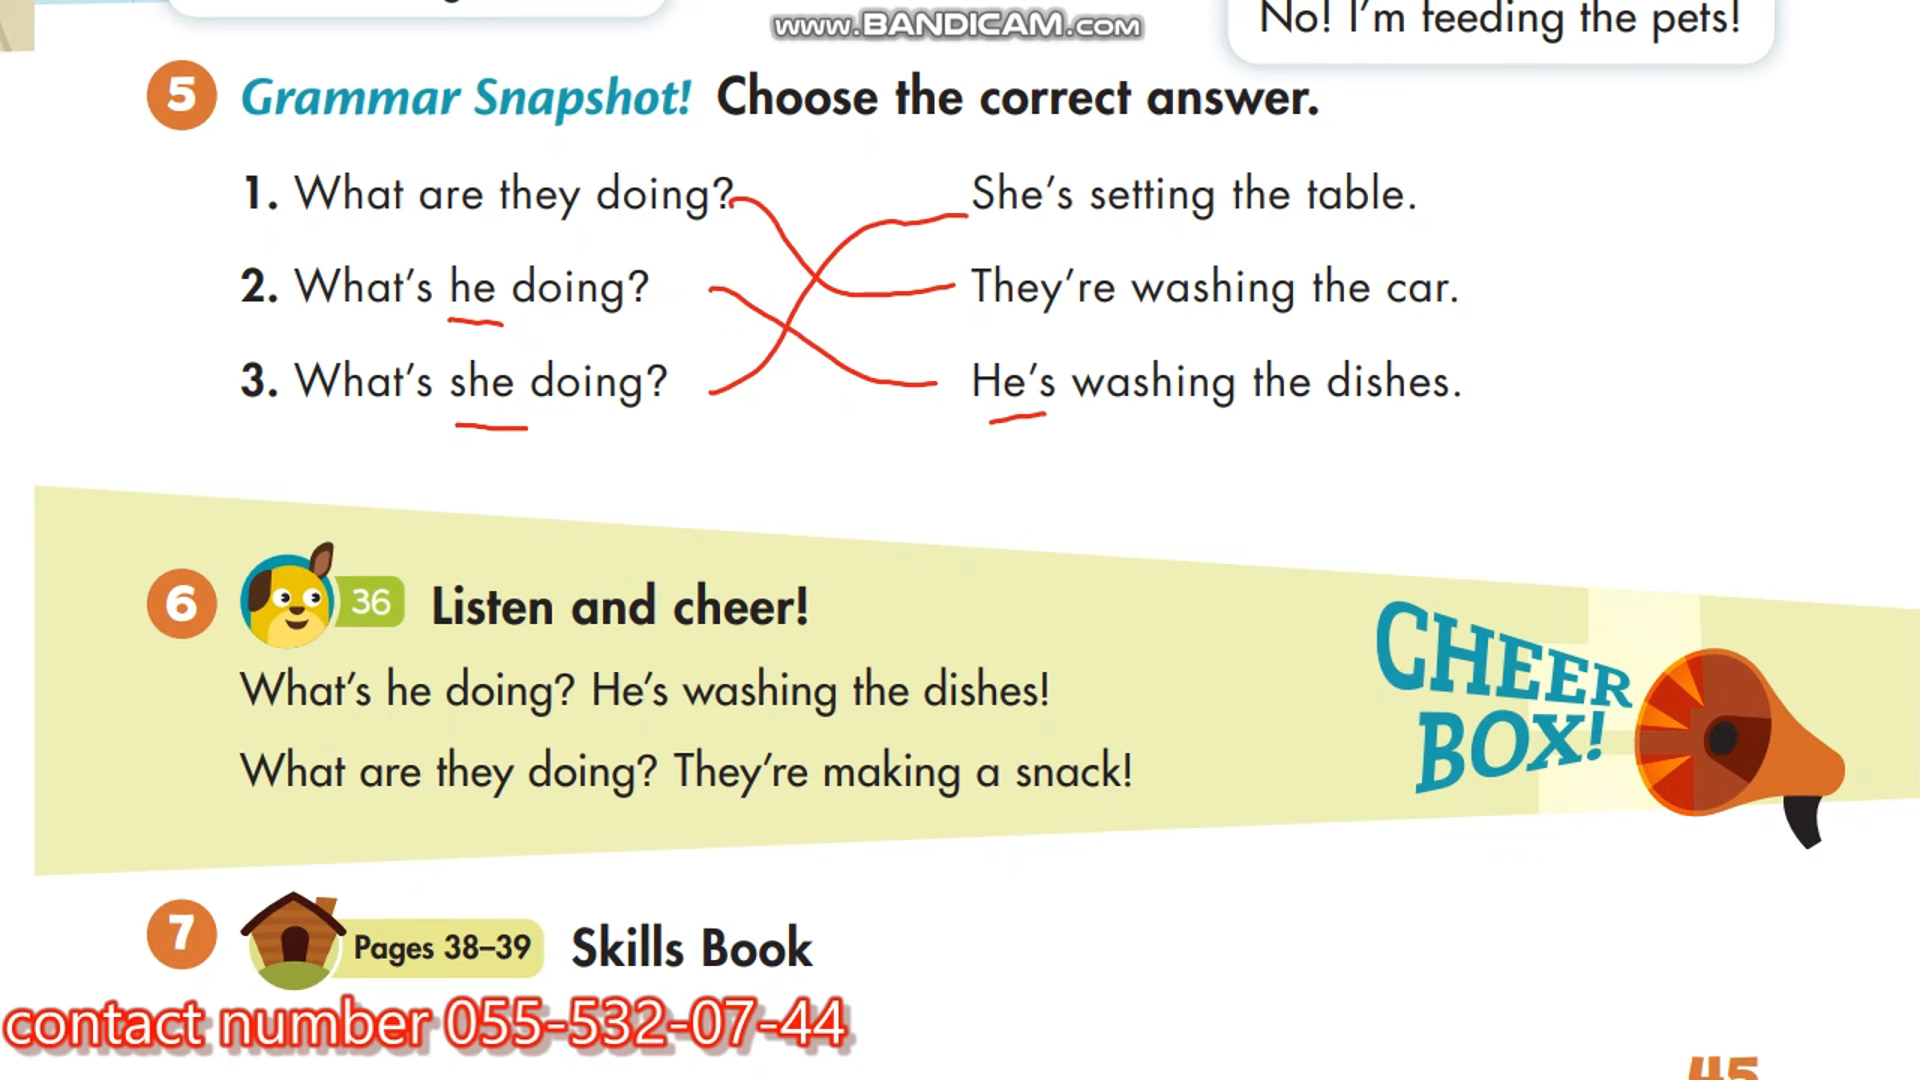 www.BANDICAM.com
No! I'm feeding the pets!
5 Grammar Snapshot! Choose the correct answer.
1. What are they doing? She's setting the table.
2. What's he doing? They're washing the car.
3. What's she doing? He's washing the dishes.
6 36 Listen and cheer!
What's he doing? He's washing the dishes!
What are they doing? They're making a snack!
CHEER
BOX!
7 Pages 38–39 Skills Book
contact number 055-532-07-44
45